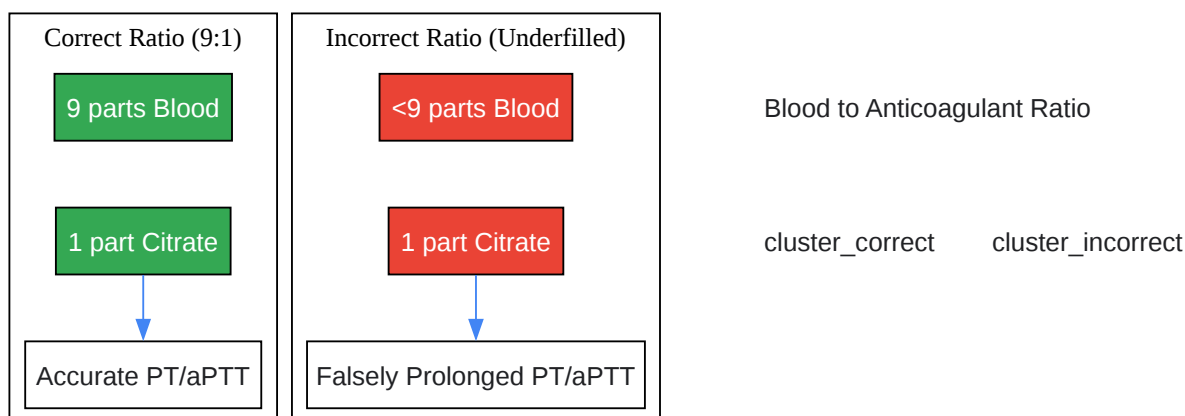 Correct Ratio (9:1)
9 parts Blood
1 part Citrate
Accurate PT/aPTT
Incorrect Ratio (Underfilled)
<9 parts Blood
1 part Citrate
Falsely Prolonged PT/aPTT
Blood to Anticoagulant Ratio
cluster_correct
cluster_incorrect